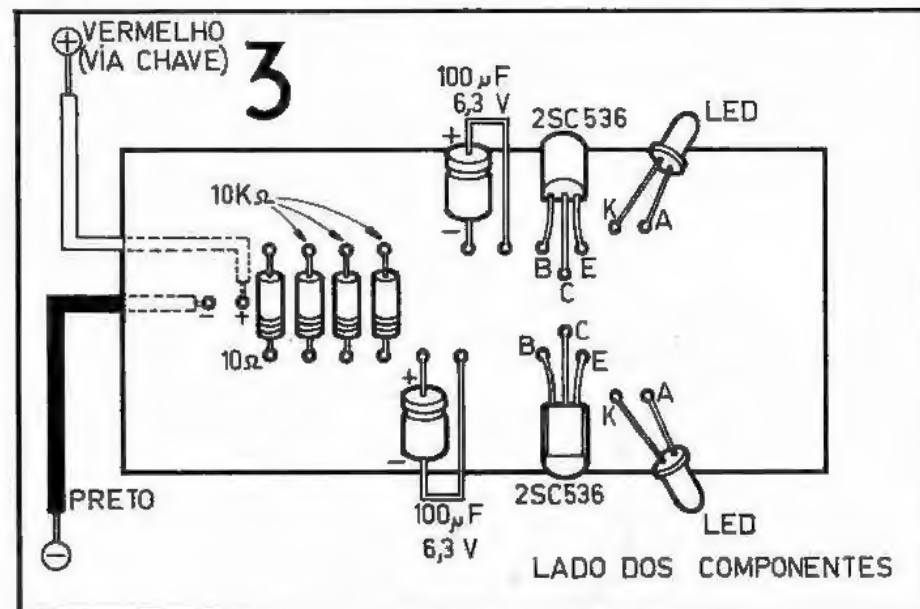 VERMELHO
(VIA CHAVE)
3
100µF
6,3 V
2SC536
LED
+
10KΩ
K
A
-
B
E
C
-
+
C
10Ω
+
B
E
A
K
-
PRETO
2SC536
100µF
6,3 V
LED
LADO DOS COMPONENTES